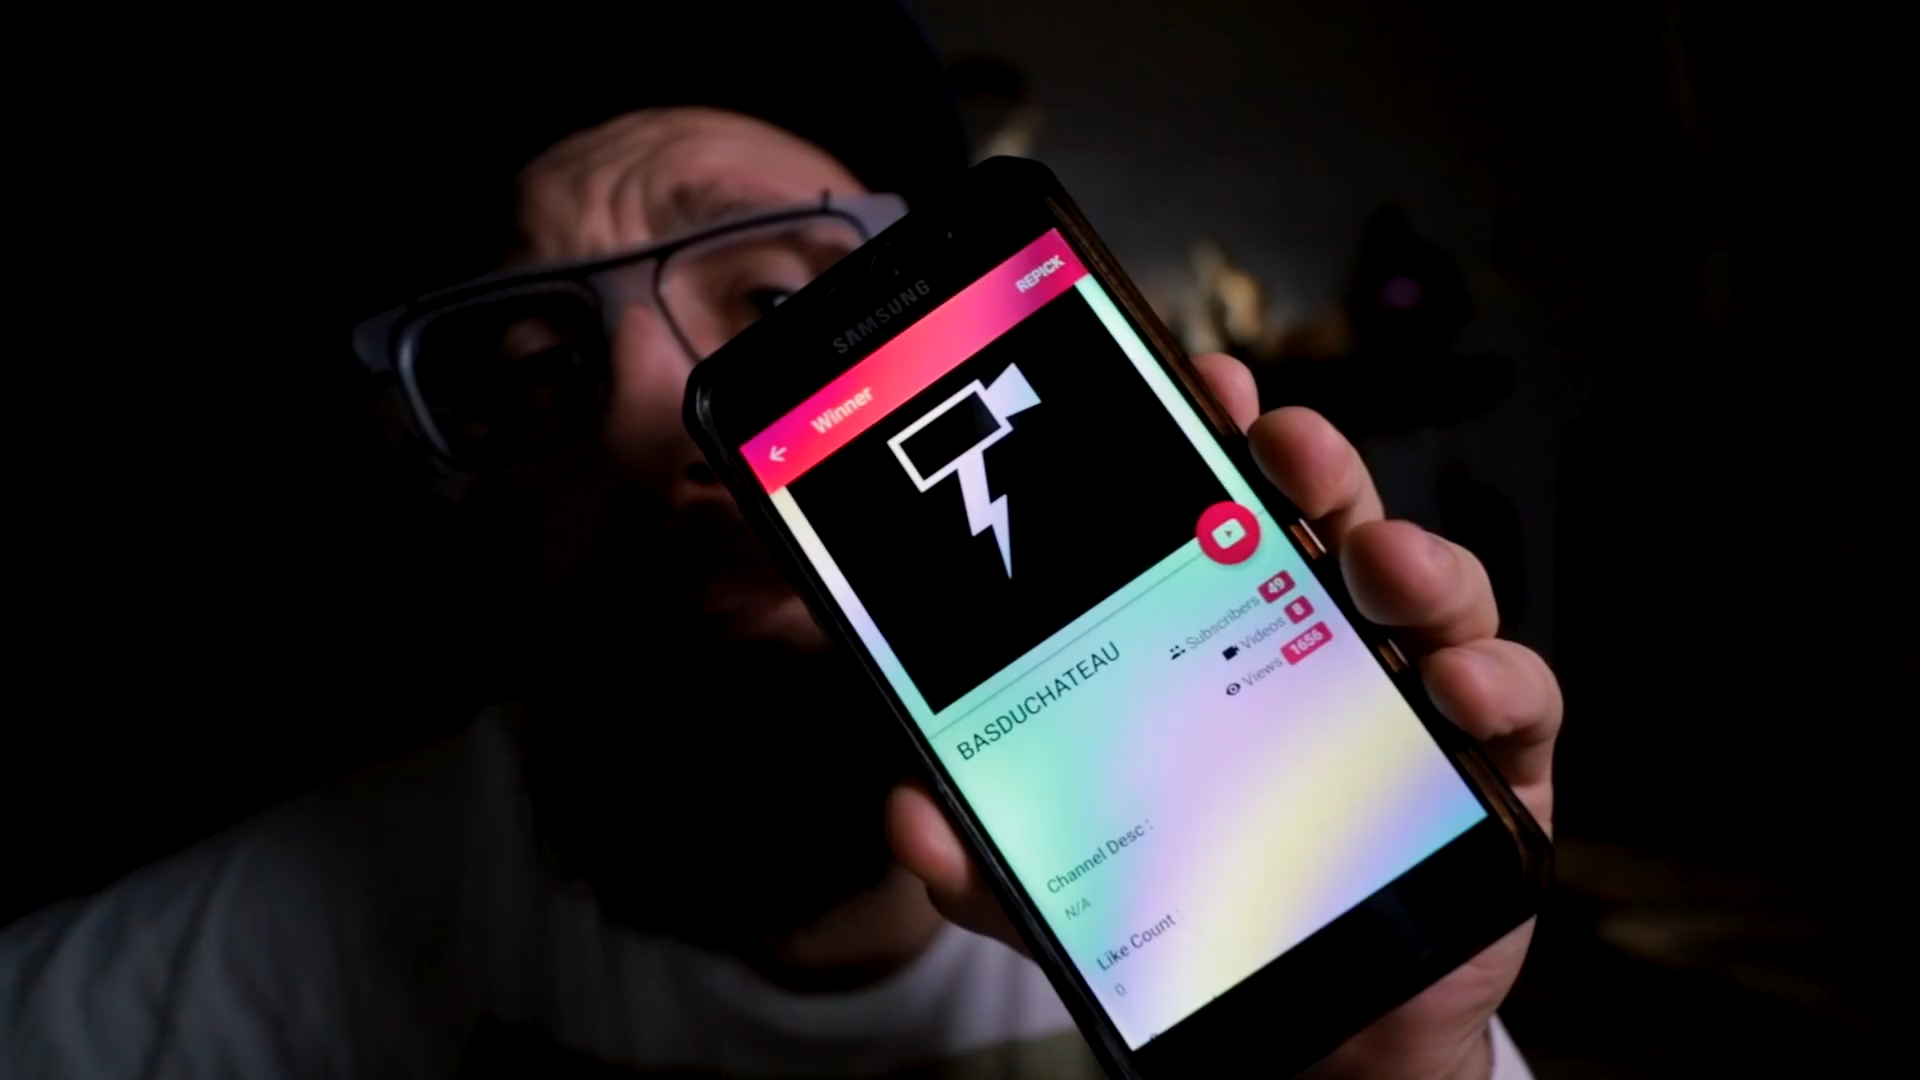 SAMSUNG
Winner
REPICK
BASDUCHATEAU
Subscribers 49
Videos 8
Views 1656
Channel Desc :
N/A
Like Count :
0